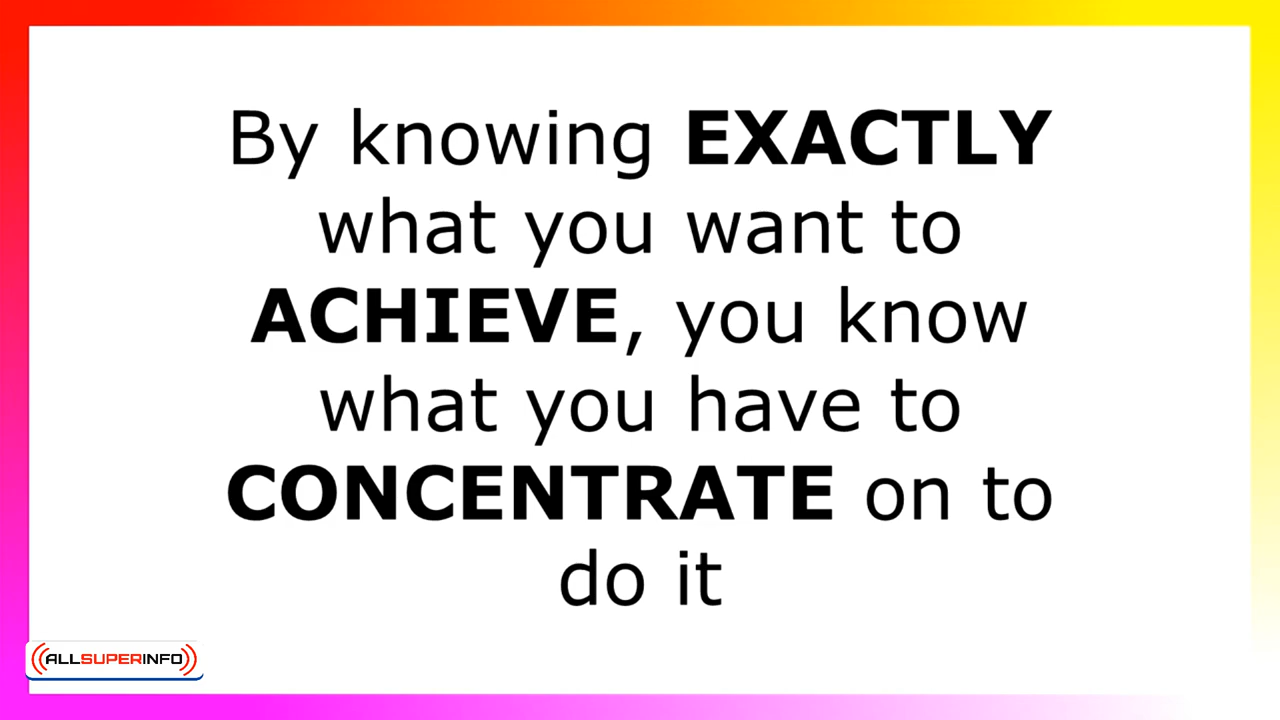 By knowing EXACTLY
what you want to
ACHIEVE, you know
what you have to
CONCENTRATE on to
do it
ALLSUPERINFO